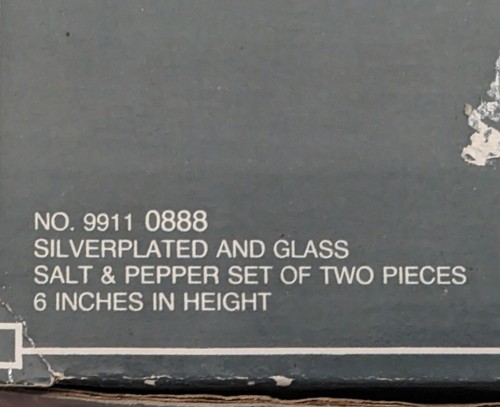 NO. 9911 0888
SILVERPLATED AND GLASS
SALT & PEPPER SET OF TWO PIECES
6 INCHES IN HEIGHT